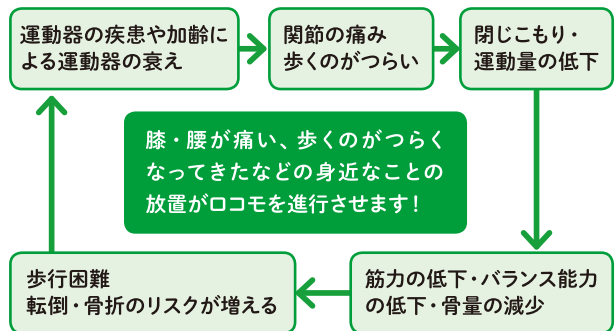 運動器の疾患や加齢に
よる運動器の衰え
関節の痛み
歩くのがつらい
閉じこもり・
運動量の低下
膝・腰が痛い、歩くのがつらく
なってきたなどの身近なことの
放置がロコモを進行させます！
筋力の低下・バランス能力
の低下・骨量の減少
歩行困難
転倒・骨折のリスクが増える